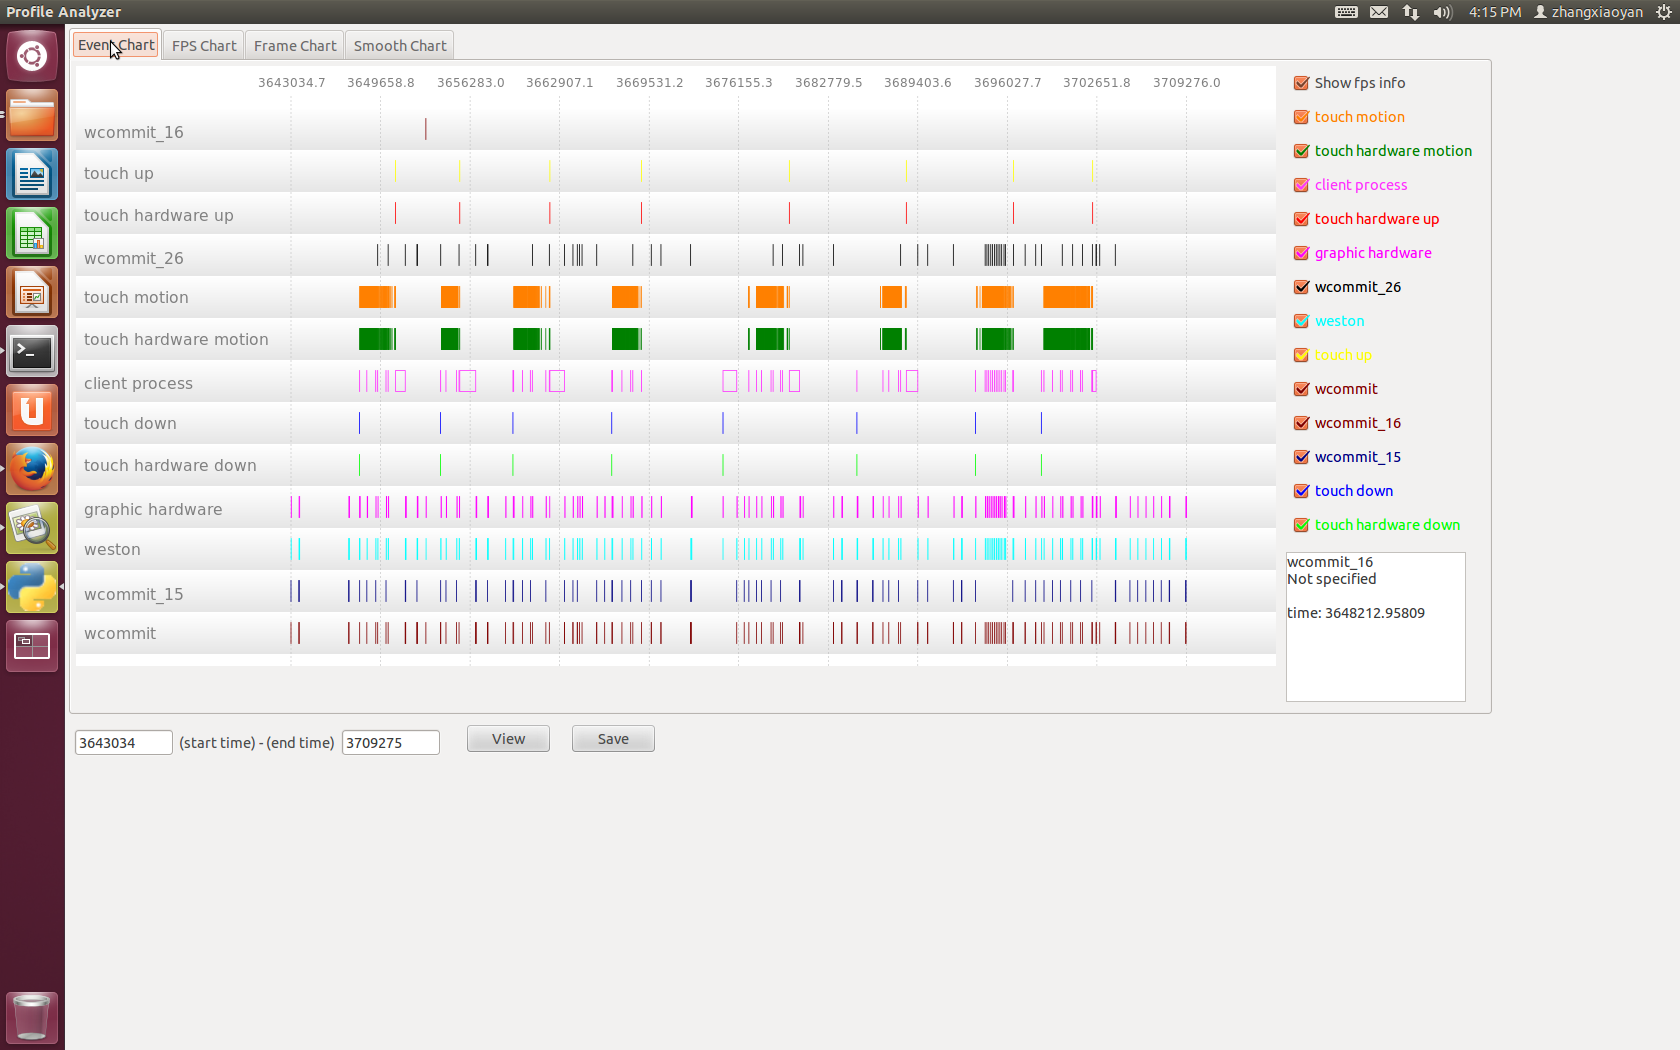 Profile Analyzer
4:15 PM zhangxiaoyan
Event Chart FPS Chart Frame Chart Smooth Chart
3643034.7 3649658.8 3656283.0 3662907.1 3669531.2 3676155.3 3682779.5 3689403.6 3696027.7 3702651.8 3709276.0
wcommit_16
touch up
touch hardware up
wcommit_26
touch motion
touch hardware motion
client process
touch down
touch hardware down
graphic hardware
weston
wcommit_15
wcommit
Show fps info
touch motion
touch hardware motion
client process
touch hardware up
graphic hardware
wcommit_26
weston
touch up
wcommit
wcommit_16
wcommit_15
touch down
touch hardware down
wcommit_16
Not specified
time: 3648212.95809
3643034 (start time) - (end time) 3709275 View Save